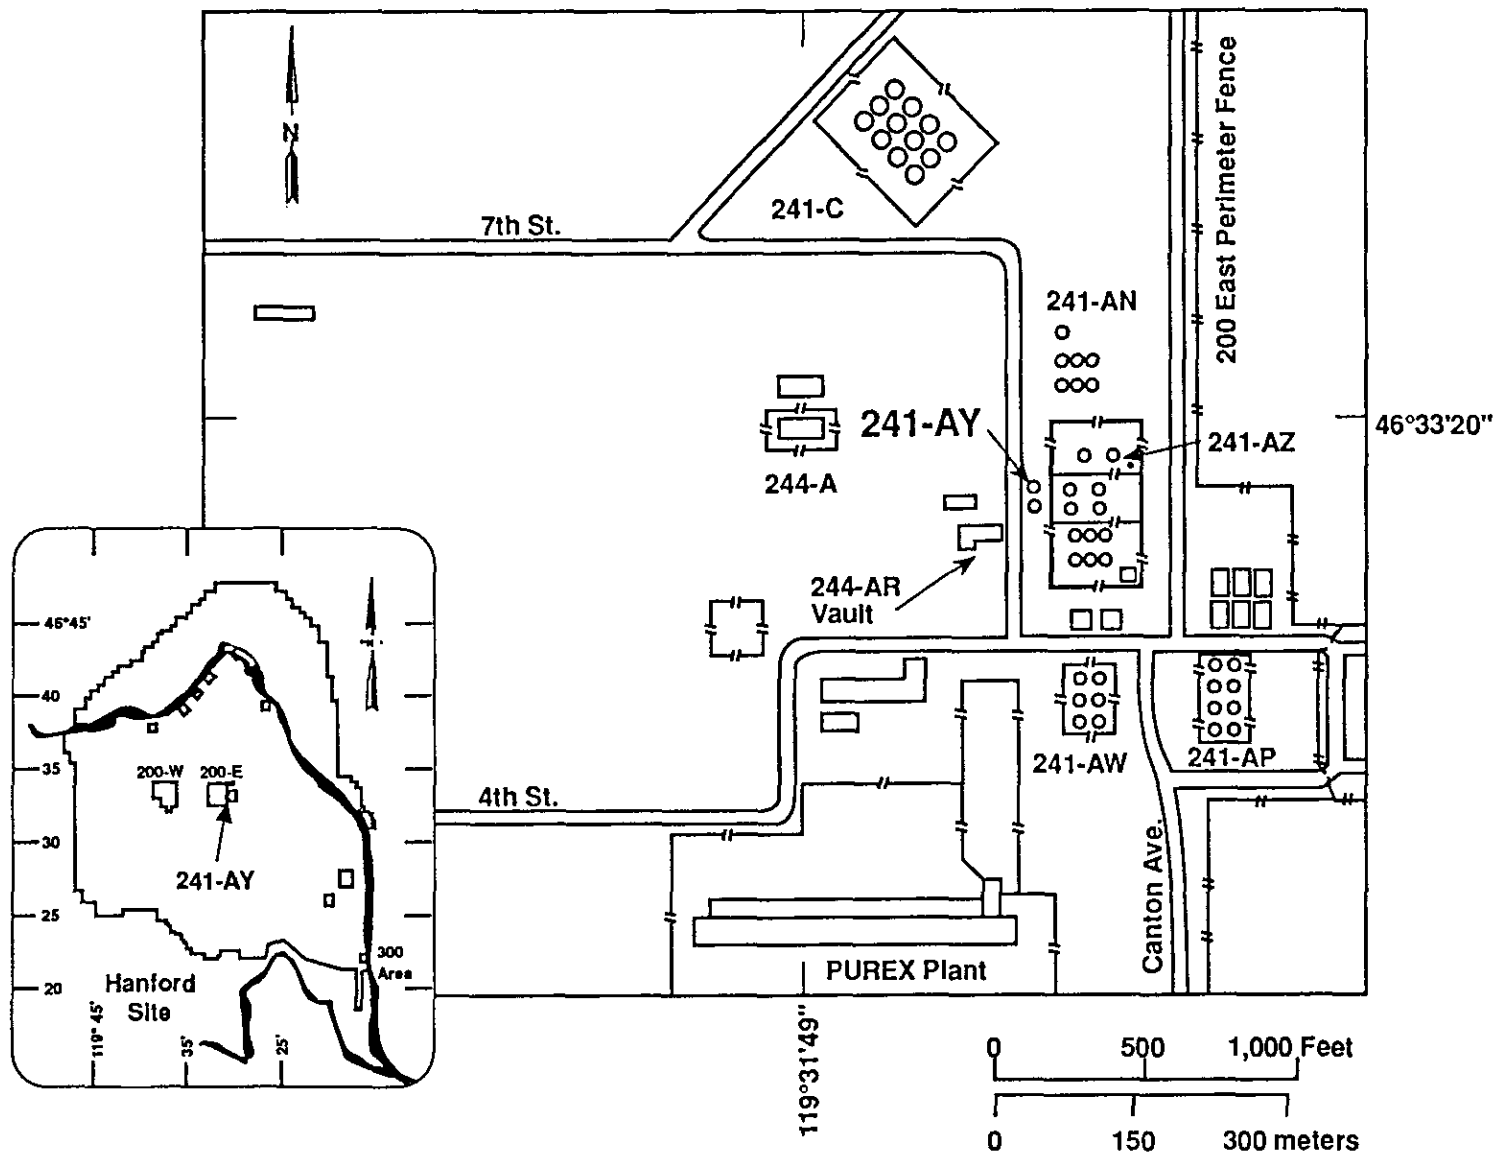 N
7th St.
241-C
200 East Perimeter Fence
241-AN
241-AY
241-AZ
46°33'20"
244-A
244-AR
Vault
241-AW
241-AP
4th St.
Canton Ave.
PUREX Plant
119°31'49"
0 500 1,000 Feet
0 150 300 meters
46°45'
40
35
30
25
20
200-W
200-E
241-AY
300
Area
Hanford
Site
119° 45'
35'
25'